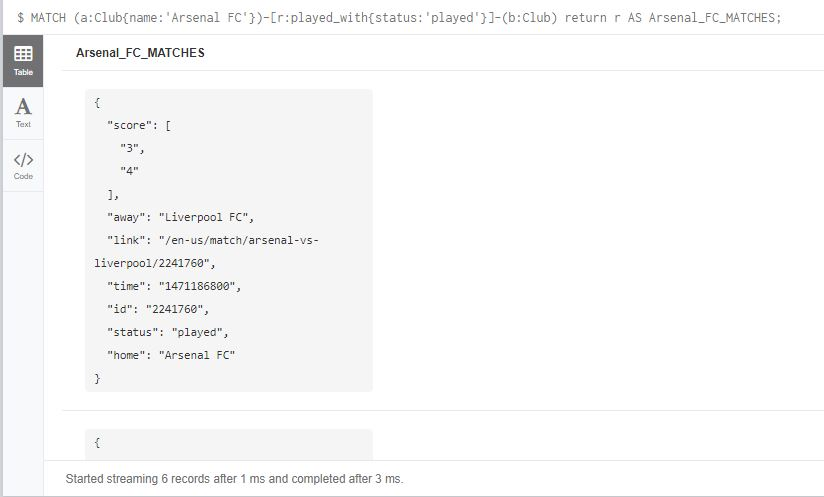 $ MATCH (a:Club{name:'Arsenal FC'})-[r:played_with{status:'played'}]-(b:Club) return r AS Arsenal_FC_MATCHES;
Table
Text
Code
Arsenal_FC_MATCHES
{
"score": [
"3",
"4"
],
"away": "Liverpool FC",
"link": "/en-us/match/arsenal-vs-
liverpool/2241760",
"time": "1471186800",
"id": "2241760",
"status": "played",
"home": "Arsenal FC"
}
{
Started streaming 6 records after 1 ms and completed after 3 ms.